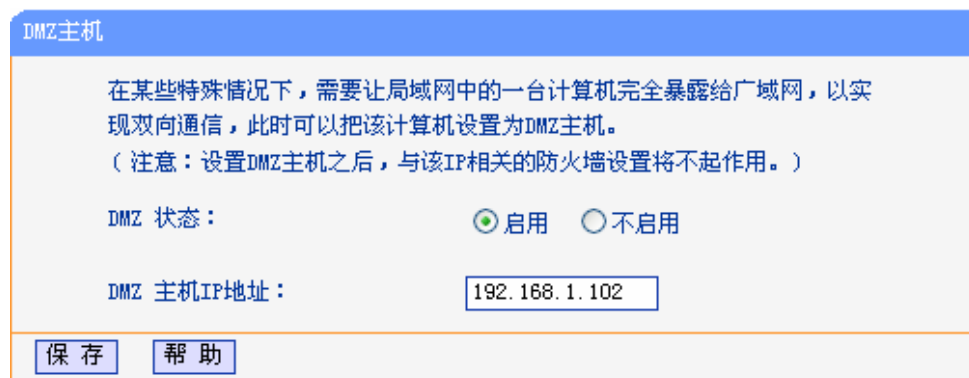 DMZ主机
在某些特殊情况下，需要让局域网中的一台计算机完全暴露给广域网，以实
现双向通信，此时可以把该计算机设置为DMZ主机。
（注意：设置DMZ主机之后，与该IP相关的防火墙设置将不起作用。）
DMZ 状态： 启用 不启用
DMZ 主机IP地址： 192.168.1.102
保 存 帮 助